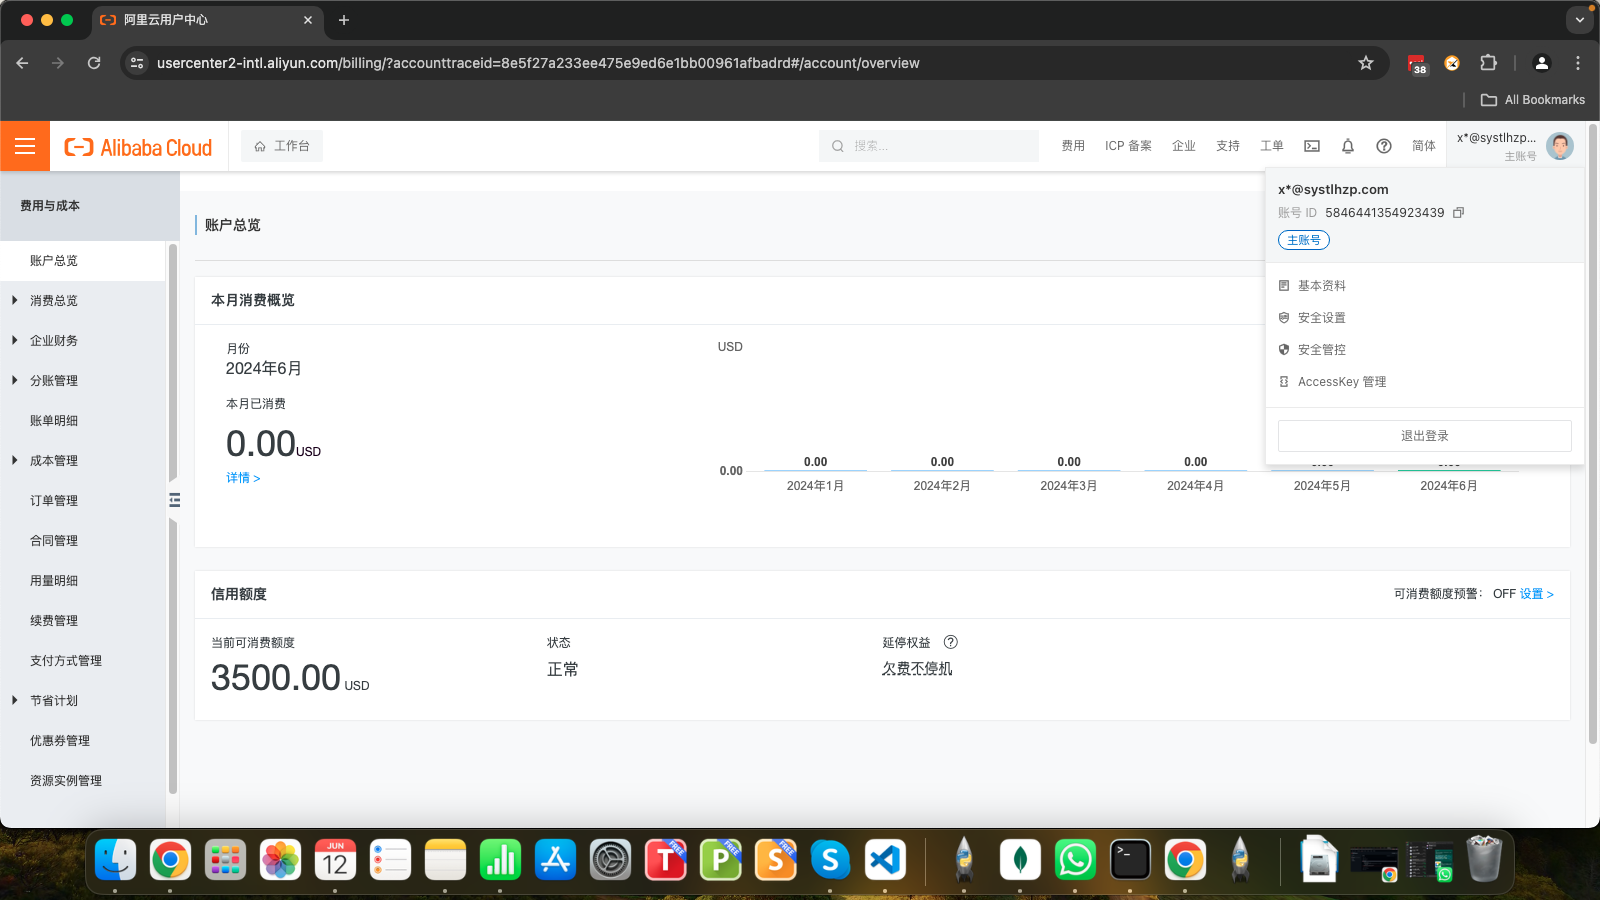 阿里云用户中心
usercenter2-intl.aliyun.com/billing/?accounttraceid=8e5f27a233ee475e9ed6e1bb00961afbadrd#/account/overview
38
All Bookmarks
Alibaba Cloud
工作台
搜索...
费用
ICP 备案
企业
支持
工单
简体
x*@systlhzp...
主账号
x*@systlhzp.com
账号 ID 5846441354923439
主账号
基本资料
安全设置
安全管控
AccessKey 管理
退出登录
费用与成本
账户总览
消费总览
企业财务
分账管理
账单明细
成本管理
订单管理
合同管理
用量明细
续费管理
支付方式管理
节省计划
优惠券管理
资源实例管理
账户总览
本月消费概览
月份
2024年6月
本月已消费
0.00USD
详情 >
USD
0.00
0.00 0.00 0.00 0.00
2024年1月 2024年2月 2024年3月 2024年4月 2024年5月 2024年6月
信用额度
可消费额度预警： OFF 设置 >
当前可消费额度
3500.00 USD
状态
正常
延停权益
欠费不停机
JUN
12
T
FREE
P
FREE
S
FREE
S
>_